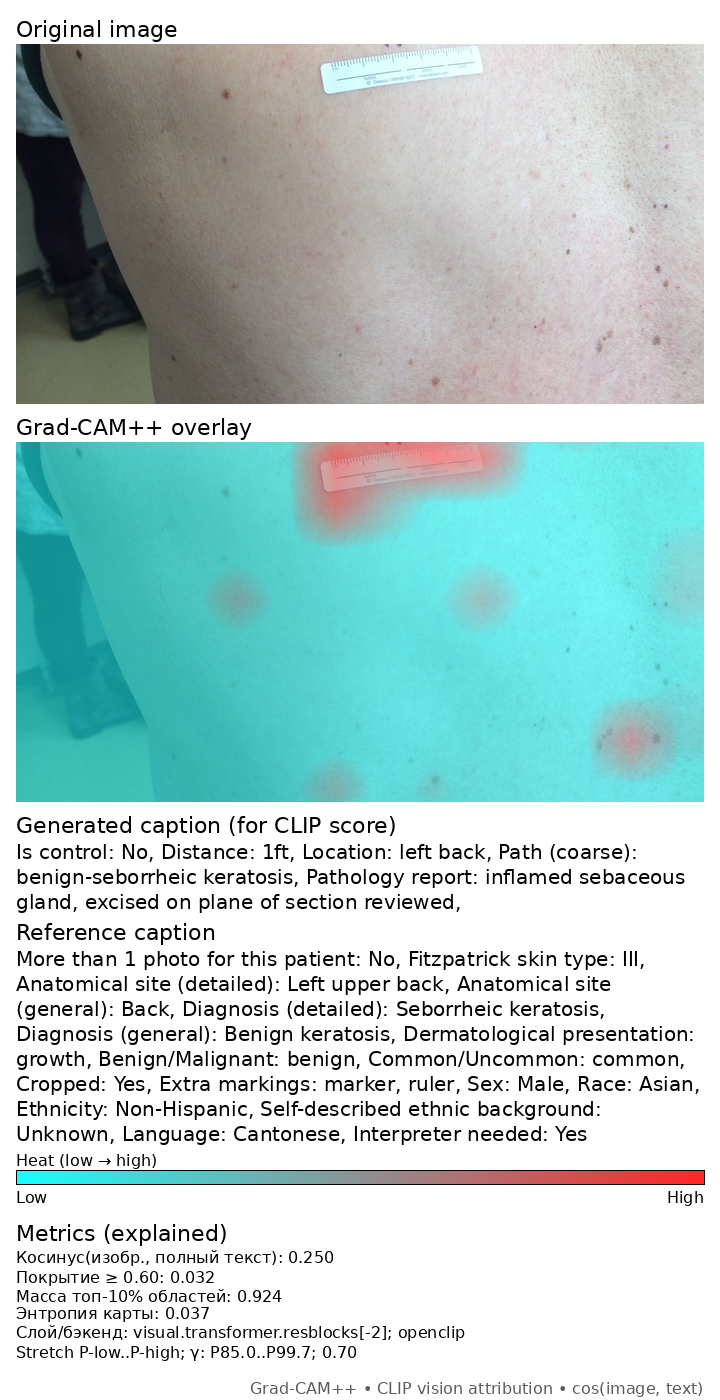 Original image
Grad-CAM++ overlay
Generated caption (for CLIP score)
Is control: No, Distance: 1ft, Location: left back, Path (coarse):
benign-seborrheic keratosis, Pathology report: inflamed sebaceous
gland, excised on plane of section reviewed,
Reference caption
More than 1 photo for this patient: No, Fitzpatrick skin type: III,
Anatomical site (detailed): Left upper back, Anatomical site
(general): Back, Diagnosis (detailed): Seborrheic keratosis,
Diagnosis (general): Benign keratosis, Dermatological presentation:
growth, Benign/Malignant: benign, Common/Uncommon: common,
Cropped: Yes, Extra markings: marker, ruler, Sex: Male, Race: Asian,
Ethnicity: Non-Hispanic, Self-described ethnic background:
Unknown, Language: Cantonese, Interpreter needed: Yes
Heat (low → high)
Low High
Metrics (explained)
Косинус(изобр., полный текст): 0.250
Покрытие ≥ 0.60: 0.032
Масса топ-10% областей: 0.924
Энтропия карты: 0.037
Слой/бэкенд: visual.transformer.resblocks[-2]; openclip
Stretch P-low..P-high; γ: P85.0..P99.7; 0.70
Grad-CAM++ • CLIP vision attribution • cos(image, text)